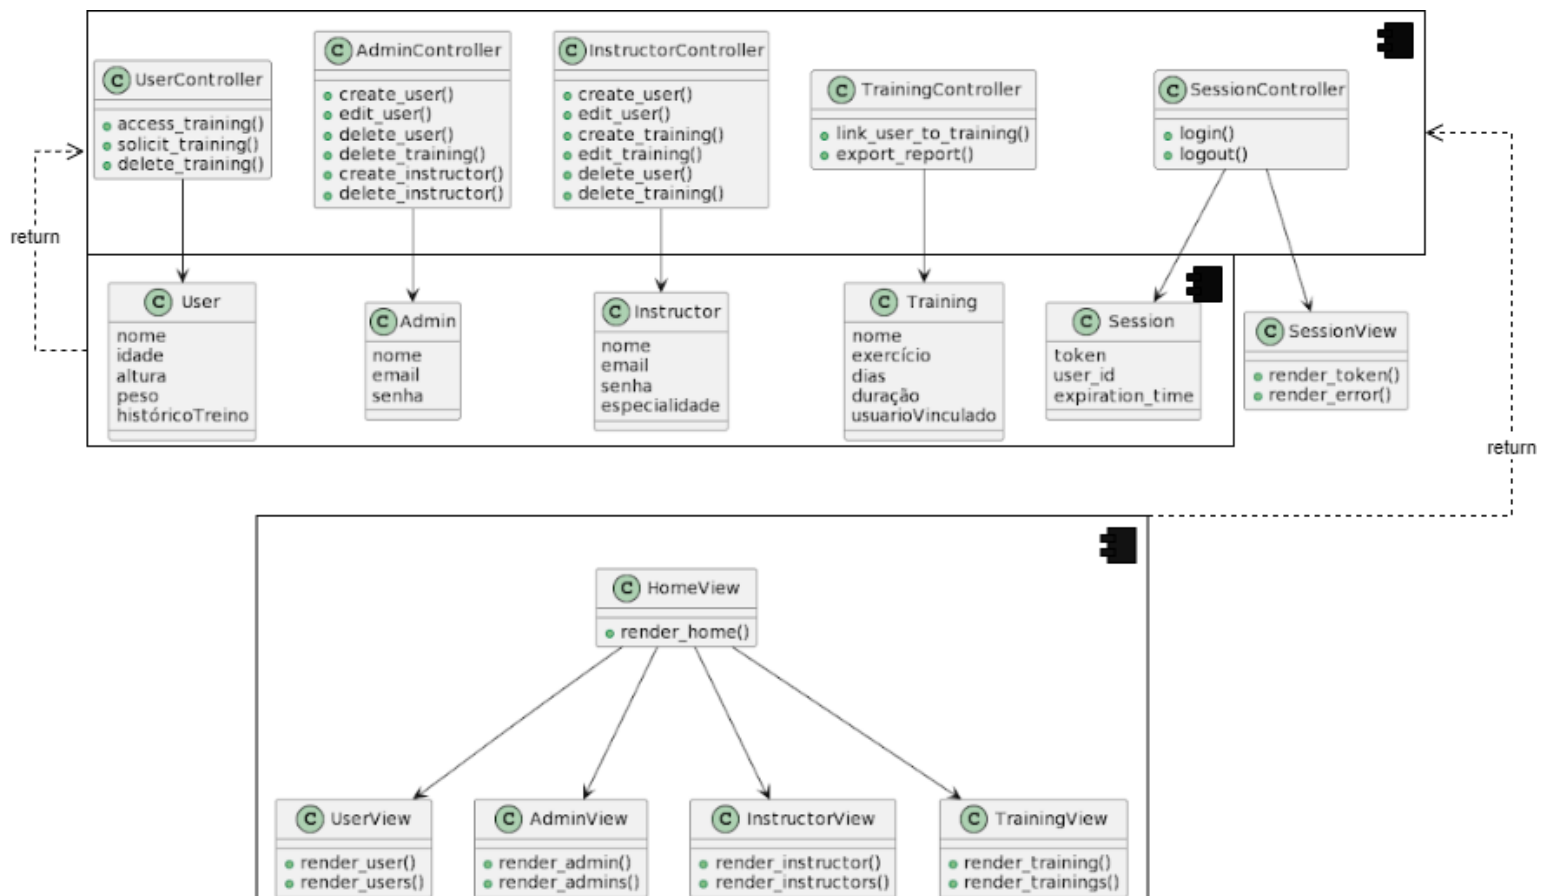 C UserController
access_training()
solicit_training()
delete_training()
C AdminController
create_user()
edit_user()
delete_user()
delete_training()
create_instructor()
delete_instructor()
C InstructorController
create_user()
edit_user()
create_training()
edit_training()
delete_user()
delete_training()
C TrainingController
link_user_to_training()
export_report()
C SessionController
login()
logout()
return
C User
nome
idade
altura
peso
históricoTreino
C Admin
nome
email
senha
C Instructor
nome
email
senha
especialidade
C Training
nome
exercício
dias
duração
usuarioVinculado
C Session
token
user_id
expiration_time
C SessionView
render_token()
render_error()
return
C HomeView
render_home()
C UserView
render_user()
render_users()
C AdminView
render_admin()
render_admins()
C InstructorView
render_instructor()
render_instructors()
C TrainingView
render_training()
render_trainings()